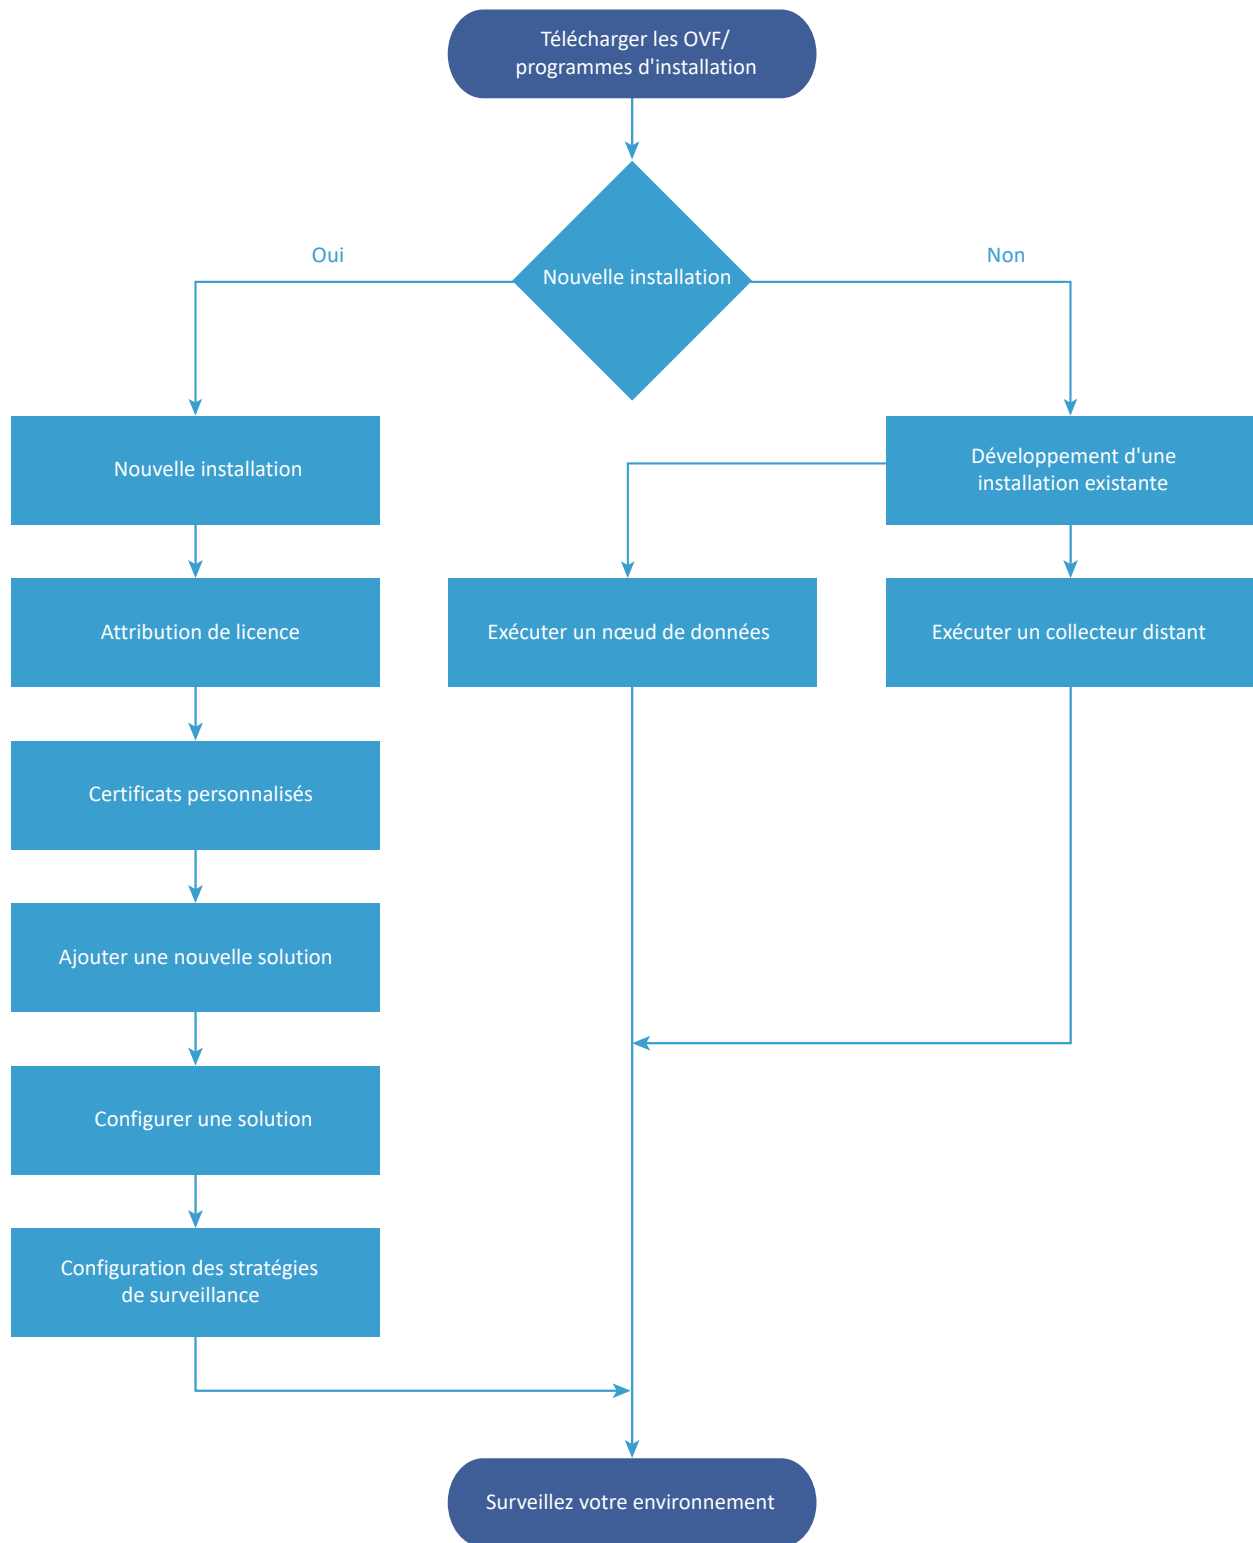 Télécharger les OVF/
programmes d'installation
Oui
Non
Nouvelle installation
Nouvelle installation
Développement d'une
installation existante
Attribution de licence
Exécuter un nœud de données
Exécuter un collecteur distant
Certificats personnalisés
Ajouter une nouvelle solution
Configurer une solution
Configuration des stratégies
de surveillance
Surveillez votre environnement